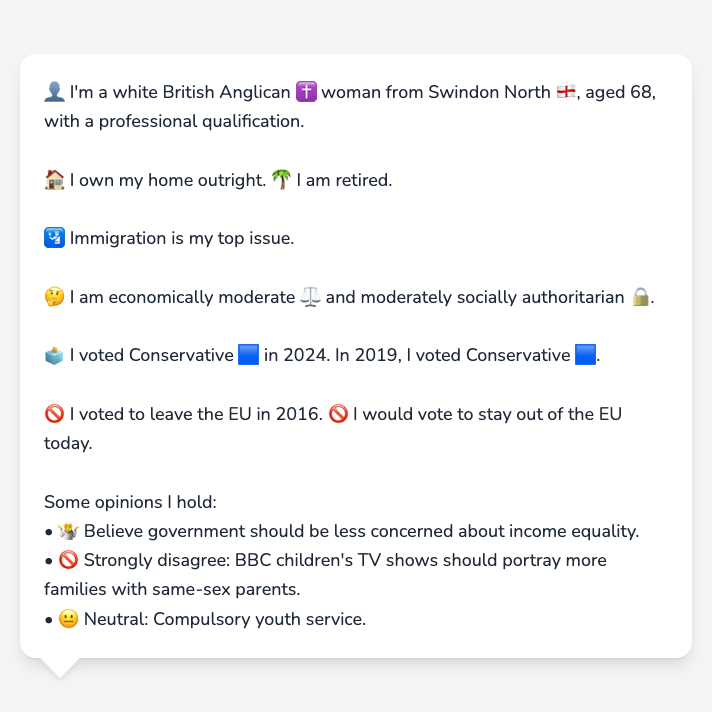 👤 I'm a white British Anglican ✝️ woman from Swindon North 🏴󠁧󠁢󠁥󠁮󠁧󠁿, aged 68,
with a professional qualification.
🏠 I own my home outright. 🌴 I am retired.
🛂 Immigration is my top issue.
🤔 I am economically moderate ⚖️ and moderately socially authoritarian 🔒.
🗳️ I voted Conservative 🟦 in 2024. In 2019, I voted Conservative 🟦.
🚫 I voted to leave the EU in 2016. 🚫 I would vote to stay out of the EU
today.
Some opinions I hold:
• 🤷 Believe government should be less concerned about income equality.
• 🚫 Strongly disagree: BBC children's TV shows should portray more
families with same-sex parents.
• 😐 Neutral: Compulsory youth service.